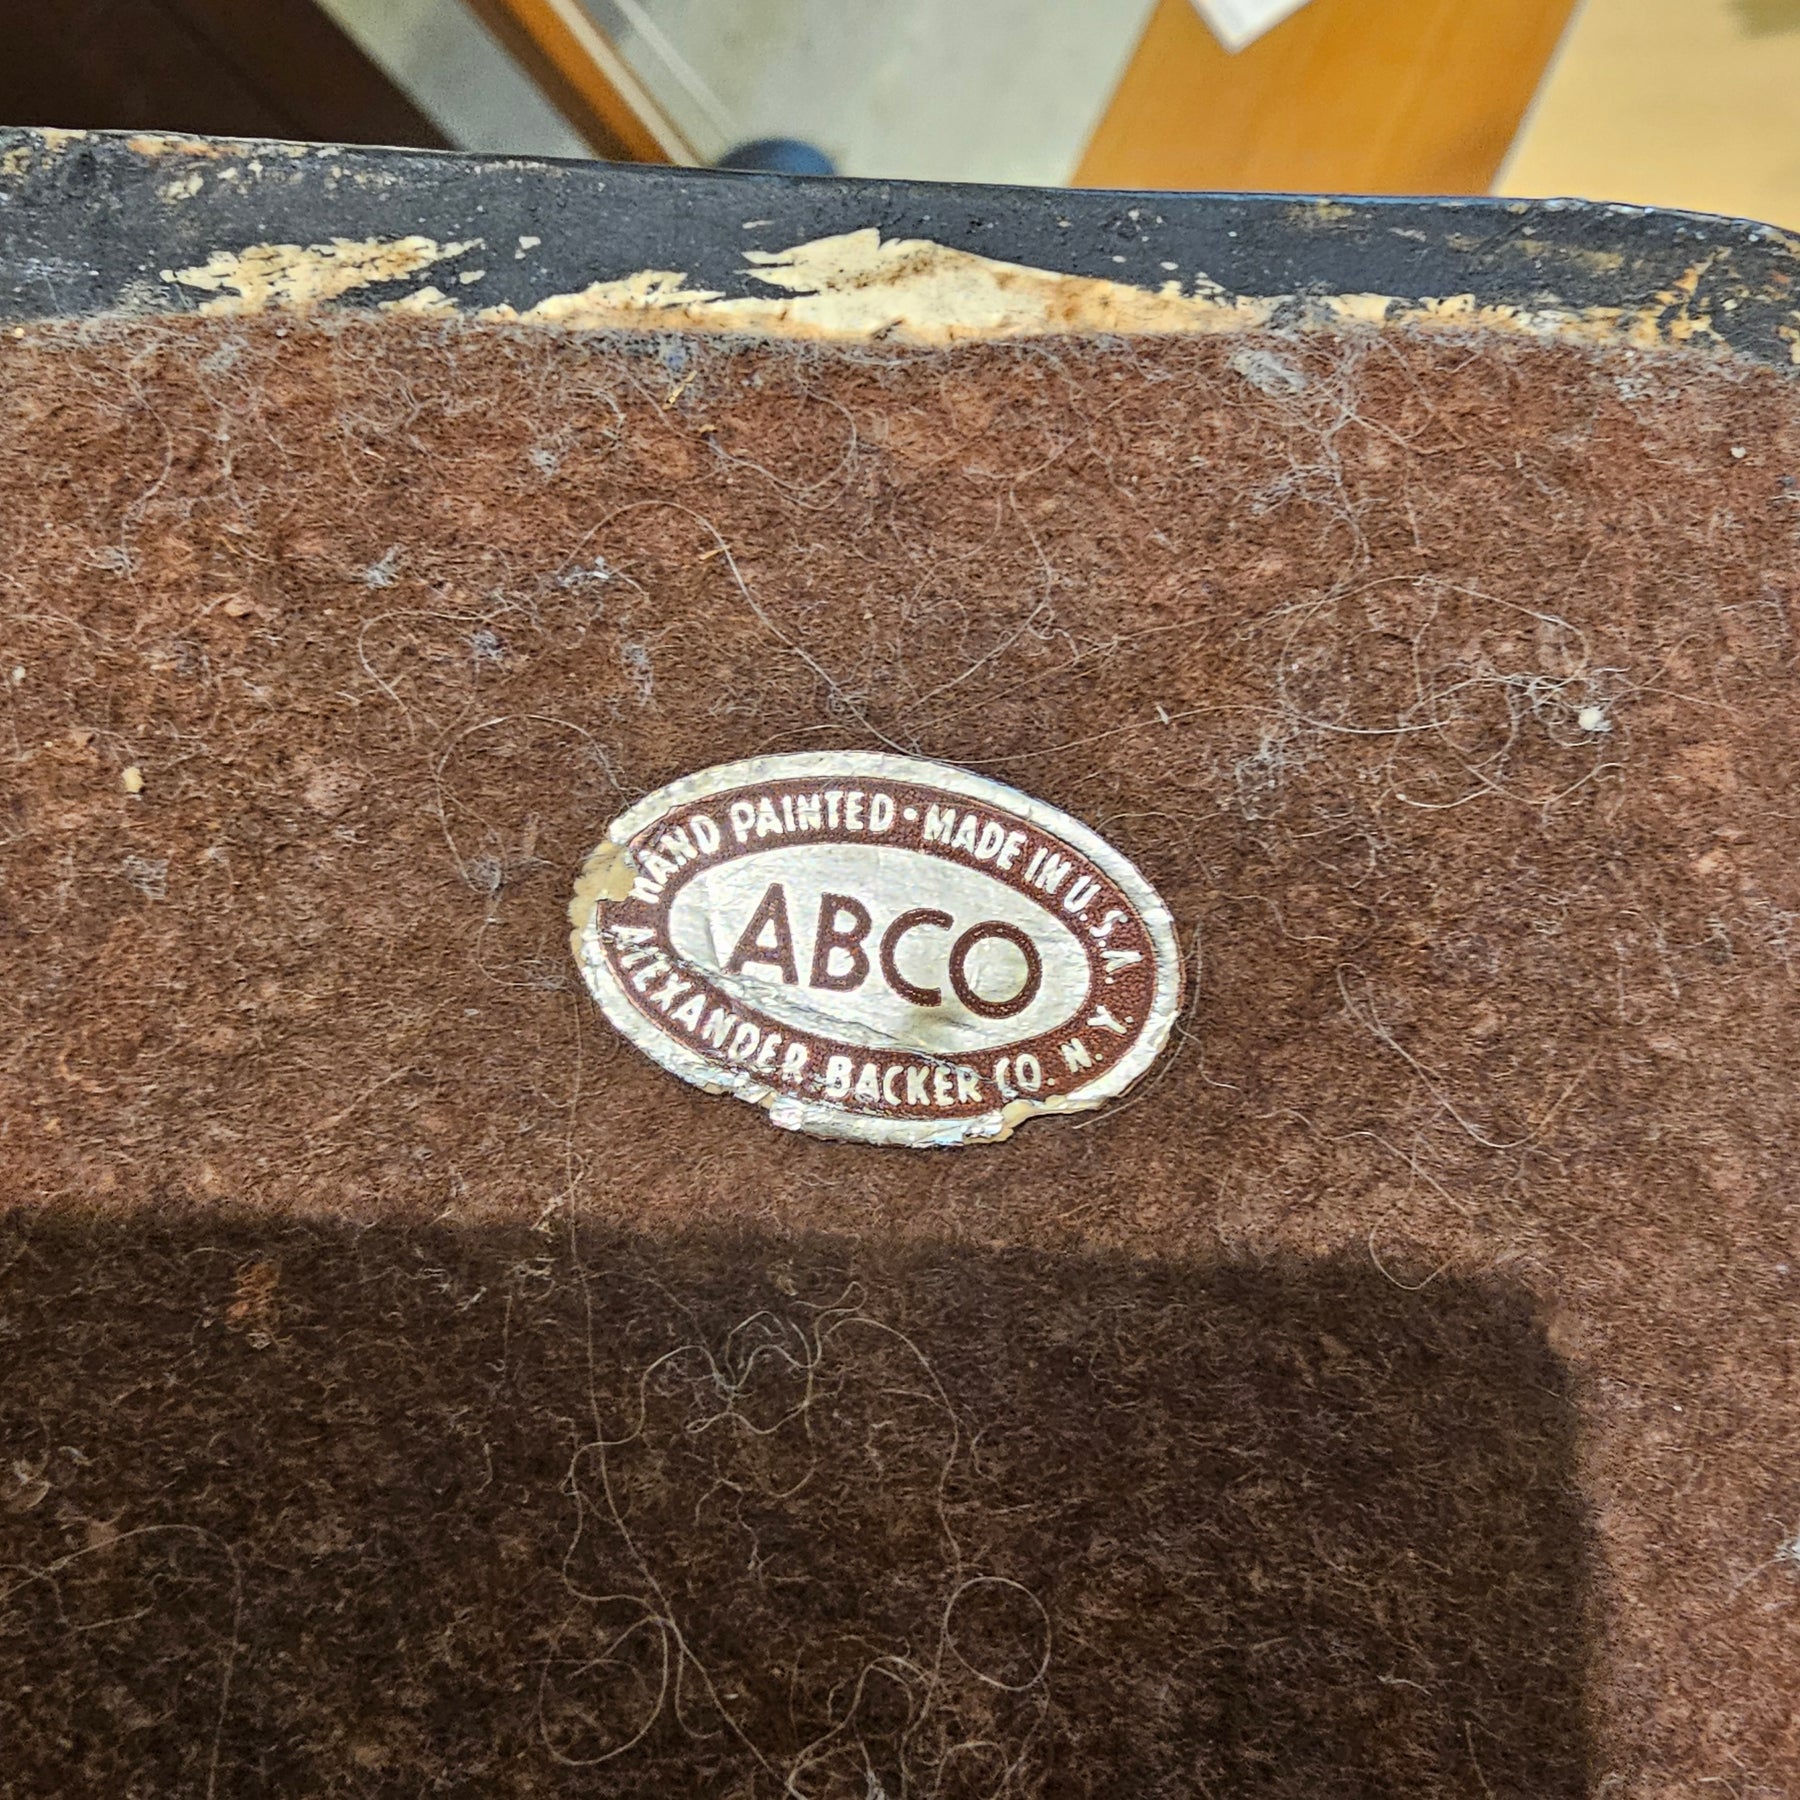 HAND PAINTED • MADE IN U.S.A.
ABCO
ALEXANDER BACKER CO. N.Y.